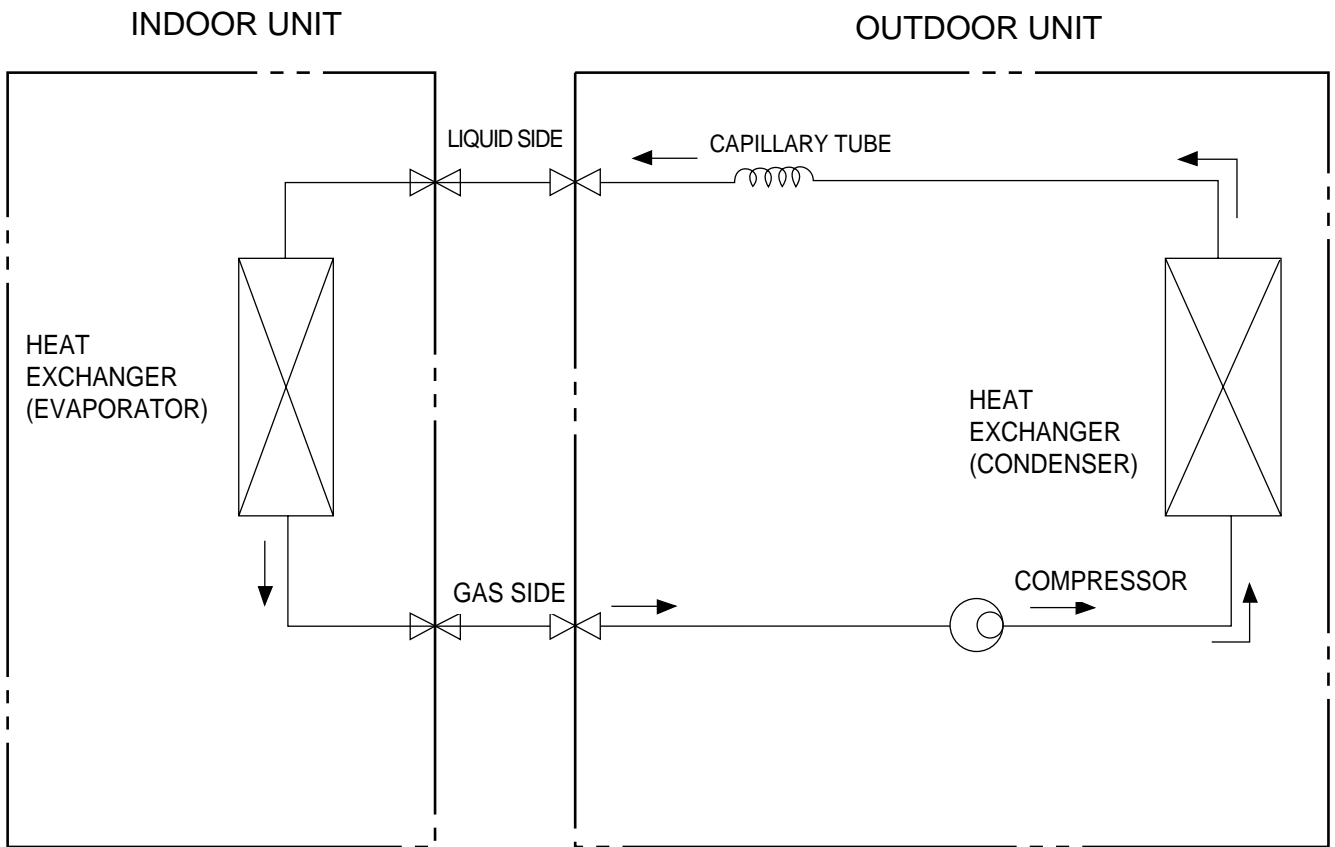 INDOOR UNIT
OUTDOOR UNIT
LIQUID SIDE
CAPILLARY TUBE
HEAT
EXCHANGER
(EVAPORATOR)
HEAT
EXCHANGER
(CONDENSER)
GAS SIDE
COMPRESSOR